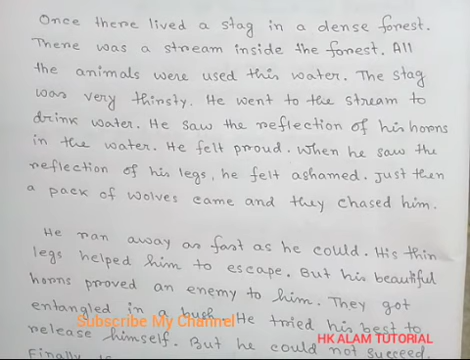 Once there lived a stag in a dense forest.
There was a stream inside the forest. All
the animals were used this water. The stag
was very thirsty. He went to the stream to
drink water. He saw the reflection of his horns
in the water. He felt proud. When he saw the
reflection of his legs, he felt ashamed. Just then
a pack of wolves came and they chased him.
He ran away as fast as he could. His thin
legs helped him to escape. But his beautiful
horns proved an enemy to him. They got
entangled in a bush. He tried his best to
Subscribe My Channel
release himself. But he could not succeed.
HK ALAM TUTORIAL
Finally